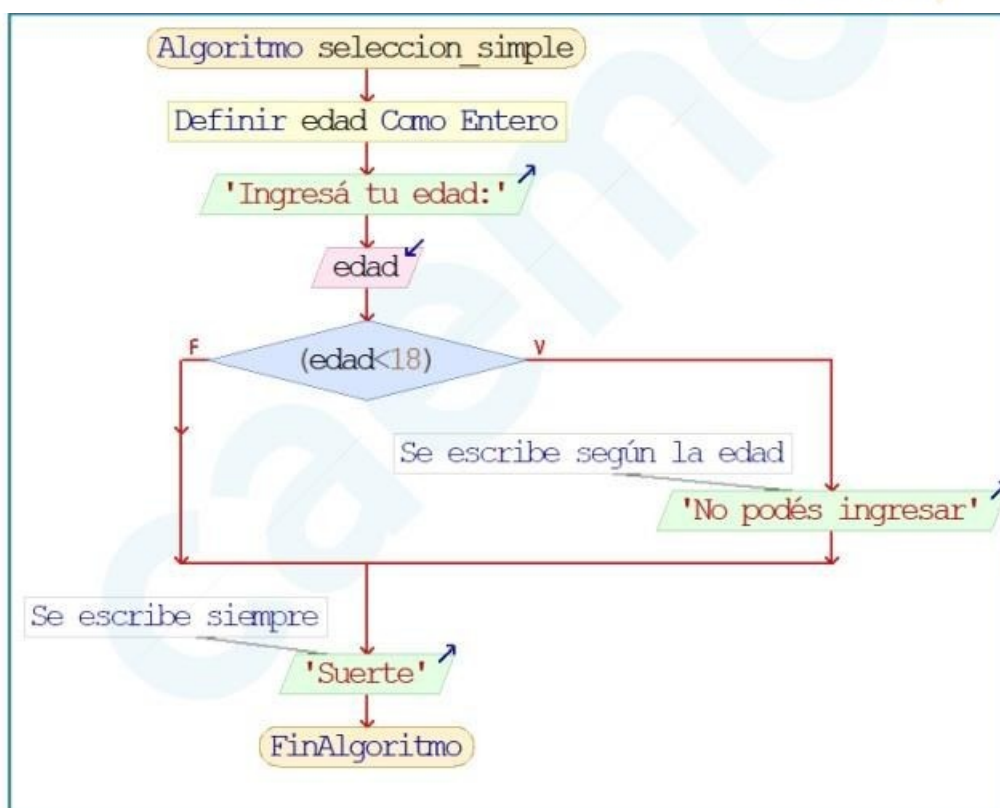 Algoritmo seleccion_simple
Definir edad Como Entero
'Ingresá tu edad:'
edad
F
(edad<18)
V
Se escribe según la edad
'No podés ingresar'
Se escribe siempre
'Suerte'
FinAlgoritmo